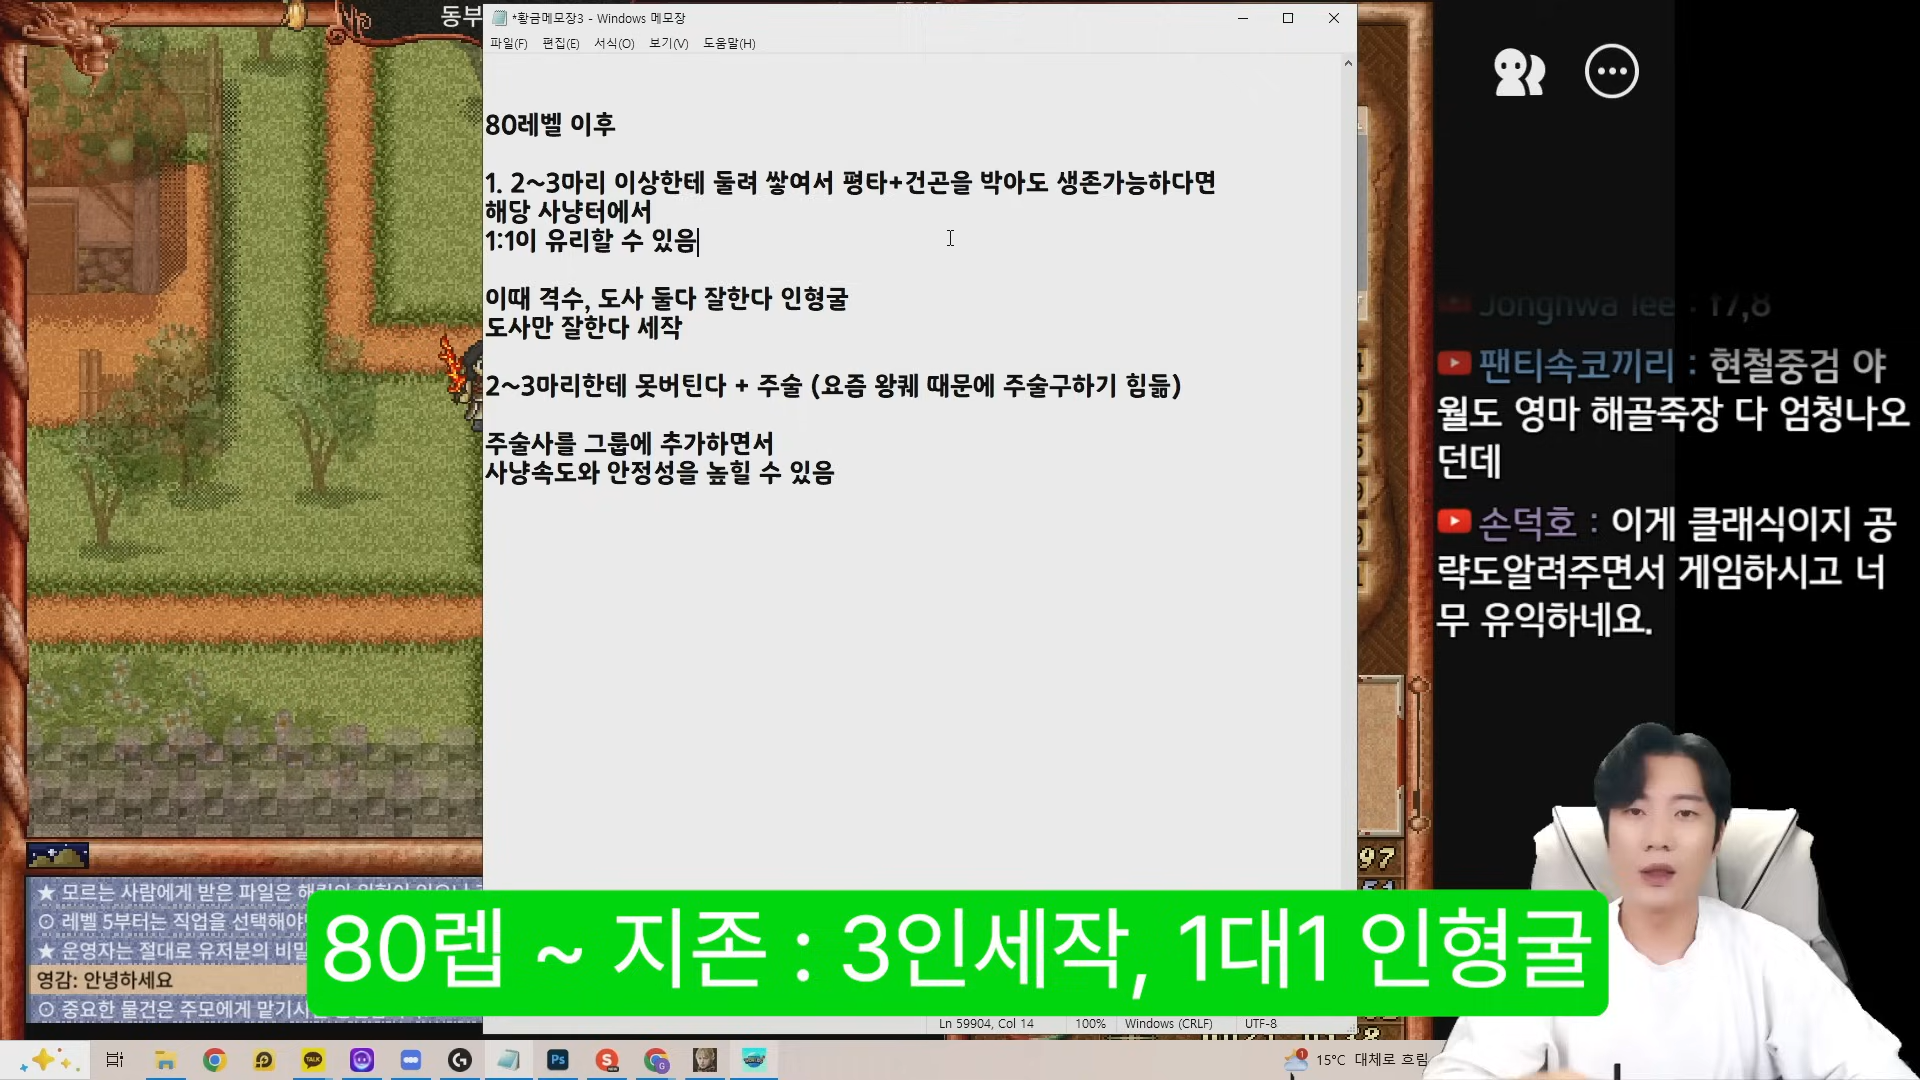 동부
*황금메모장3 - Windows 메모장
파일(F) 편집(E) 서식(O) 보기(V) 도움말(H)
80레벨 이후
1. 2~3마리 이상한테 둘려 쌓여서 평타+건곤을 박아도 생존가능하다면
해당 사냥터에서
1:1이 유리할 수 있음
이때 격수, 도사 둘다 잘한다 인형굴
도사만 잘한다 세작
2~3마리한테 못버틴다 + 주술 (요즘 왕퀘 때문에 주술구하기 힘듦)
주술사를 그룹에 추가하면서
사냥속도와 안정성을 높힐 수 있음
Jonghwa lee : 17,8
팬티속코끼리 : 현철중검 야
월도 영마 해골죽장 다 엄청나오
던데
손덕호 : 이게 클래식이지 공
략도알려주면서 게임하시고 너
무 유익하네요.
97
★ 모르는 사람에게 받은 파일은
⊙ 레벨 5부터는 직업을 선택해야
★ 운영자는 절대로 유저분의 비밀
영감: 안녕하세요
⊙ 중요한 물건은 주모에게 맡기시
80렙 ~ 지존 : 3인세작, 1대1 인형굴
Ln 59904, Col 14 100% Windows (CRLF) UTF-8
15°C 대체로 흐림